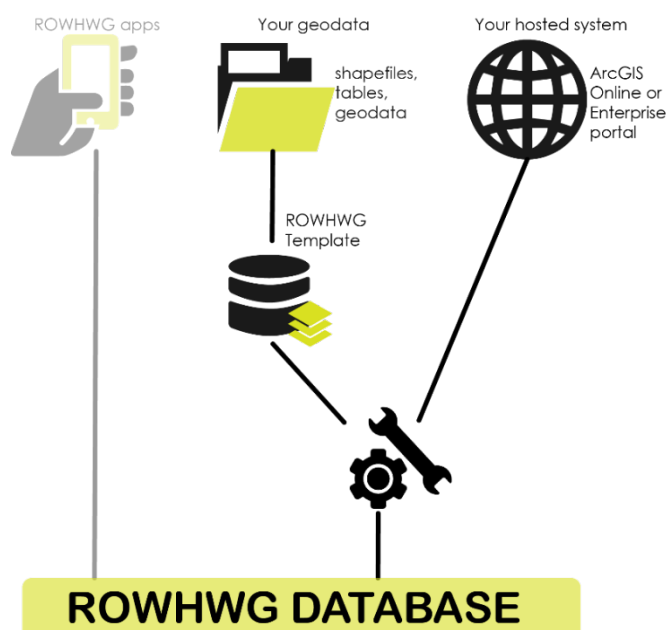 ROWHWG apps
Your geodata
Your hosted system
shapefiles,
tables,
geodata
ArcGIS
Online or
Enterprise
portal
ROWHWG
Template
ROWHWG DATABASE